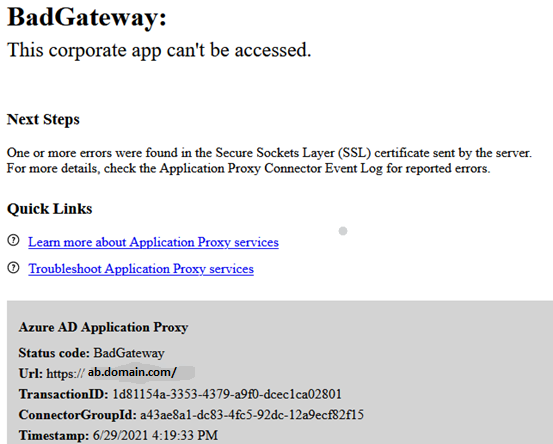 BadGateway:
This corporate app can't be accessed.
Next Steps
One or more errors were found in the Secure Sockets Layer (SSL) certificate sent by the server.
For more details, check the Application Proxy Connector Event Log for reported errors.
Quick Links
Learn more about Application Proxy services
Troubleshoot Application Proxy services
Azure AD Application Proxy
Status code: BadGateway
Url: https:// ab.domain.com/
TransactionID: 1d81154a-3353-4379-a9f0-dcec1ca02801
ConnectorGroupId: a43ae8a1-dc83-4fc5-92dc-12a9ecf82f15
Timestamp: 6/29/2021 4:19:33 PM